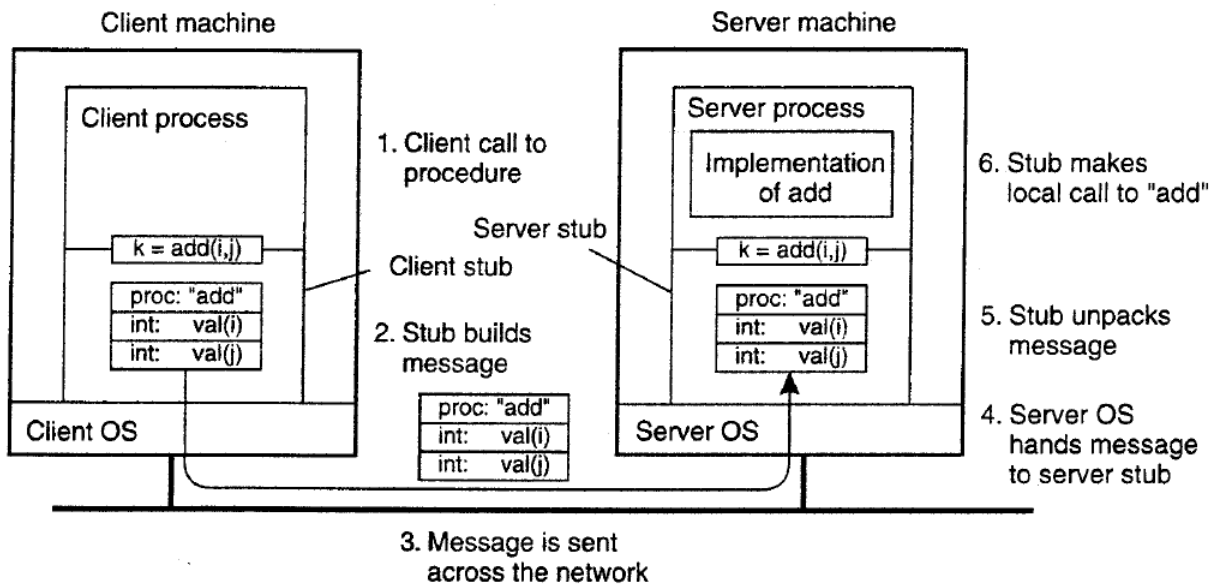 Client machine
Server machine
Client process
1. Client call to
procedure
k = add(i,j)
Client stub
proc: "add"
int: val(i)
int: val(j)
2. Stub builds
message
proc: "add"
int: val(i)
int: val(j)
Client OS
3. Message is sent
across the network
Server process
Implementation
of add
Server stub
k = add(i,j)
proc: "add"
int: val(i)
int: val(j)
Server OS
6. Stub makes
local call to "add"
5. Stub unpacks
message
4. Server OS
hands message
to server stub